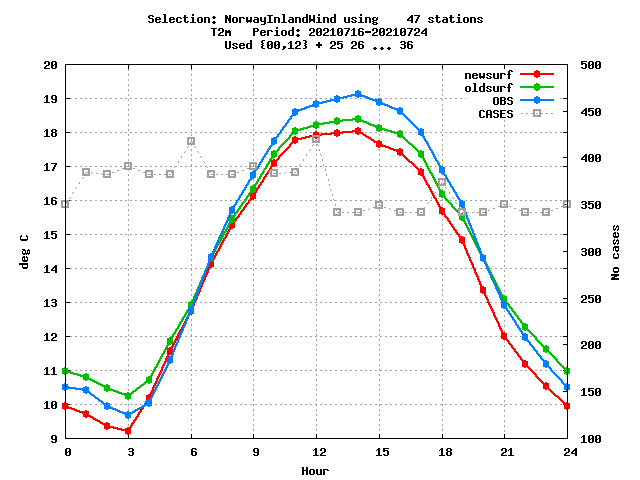 Selection: NorwayInlandWind using    47 stations
T2m   Period: 20210716-20210724
Used {00,12} + 25 26 ... 36
newsurf
oldsurf
OBS
CASES
20
19
18
17
16
15
14
13
12
11
10
9
deg C
500
450
400
350
300
250
200
150
100
No cases
0 3 6 9 12 15 18 21 24
Hour